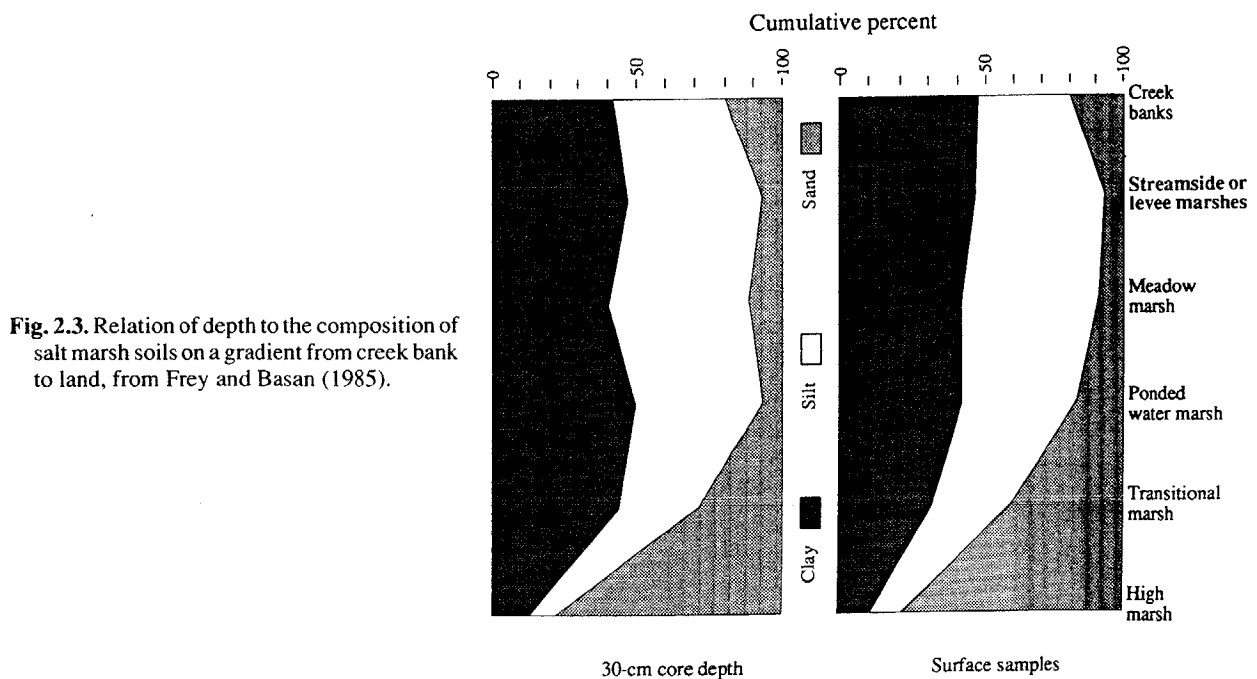 Cumulative percent
0
50
100
0
50
100
Fig. 2.3. Relation of depth to the composition of
salt marsh soils on a gradient from creek bank
to land, from Frey and Basan (1985).
Sand
Silt
Clay
Creek
banks
Streamside or
levee marshes
Meadow
marsh
Ponded
water marsh
Transitional
marsh
High
marsh
30-cm core depth
Surface samples